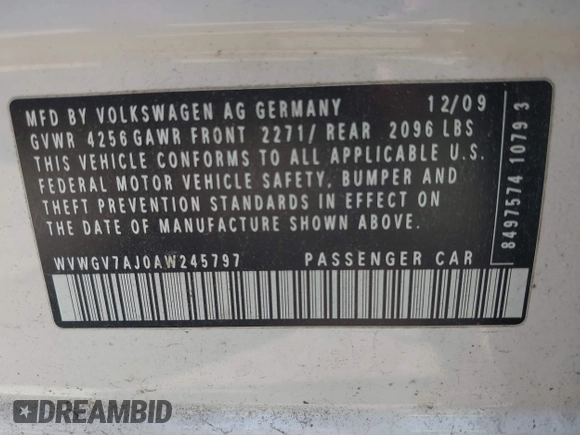 MFD BY VOLKSWAGEN AG GERMANY 12/09
GVWR 4256 GAWR FRONT 2271/ REAR 2096 LBS
THIS VEHICLE CONFORMS TO ALL APPLICABLE U.S.
FEDERAL MOTOR VEHICLE SAFETY, BUMPER AND
THEFT PREVENTION STANDARDS IN EFFECT ON
THE DATE OF MANUFACTURE SHOWN ABOVE.
WVWGV7AJ0AW245797 PASSENGER CAR
8497574 1079 3
DREAMBID